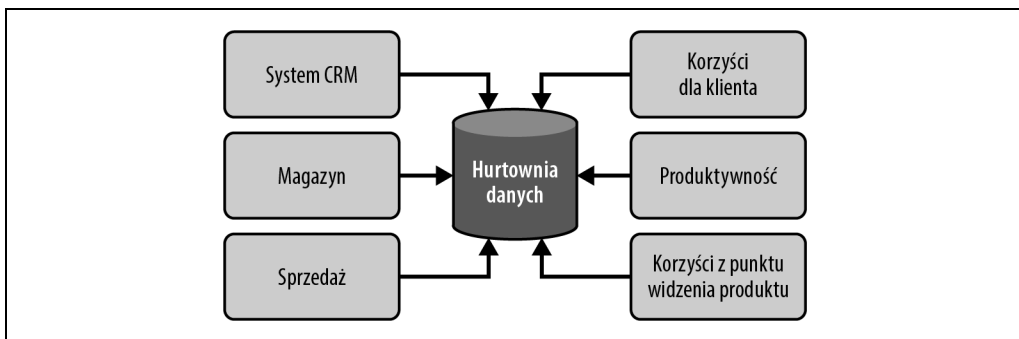 System CRM
Magazyn
Sprzedaż
Hurtownia
danych
Korzyści
dla klienta
Produktywność
Korzyści z punktu
widzenia produktu